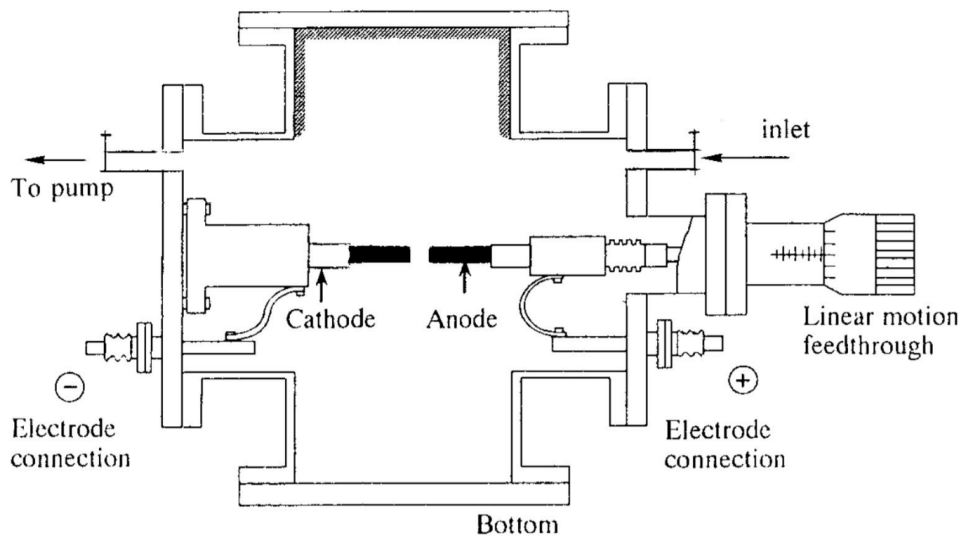 inlet
To pump
Cathode
Anode
Linear motion
feedthrough
−
+
Electrode
connection
Electrode
connection
Bottom